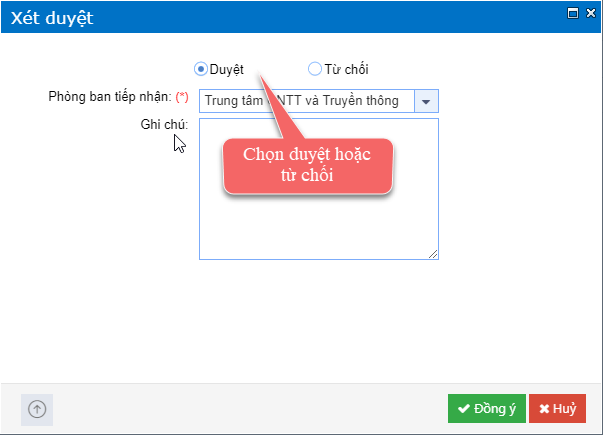 Xét duyệt
Duyệt Từ chối
Phòng ban tiếp nhận: (*) Trung tâm NTT và Truyền thông
Ghi chú:
Chọn duyệt hoặc
từ chối
Đồng ý Huỷ